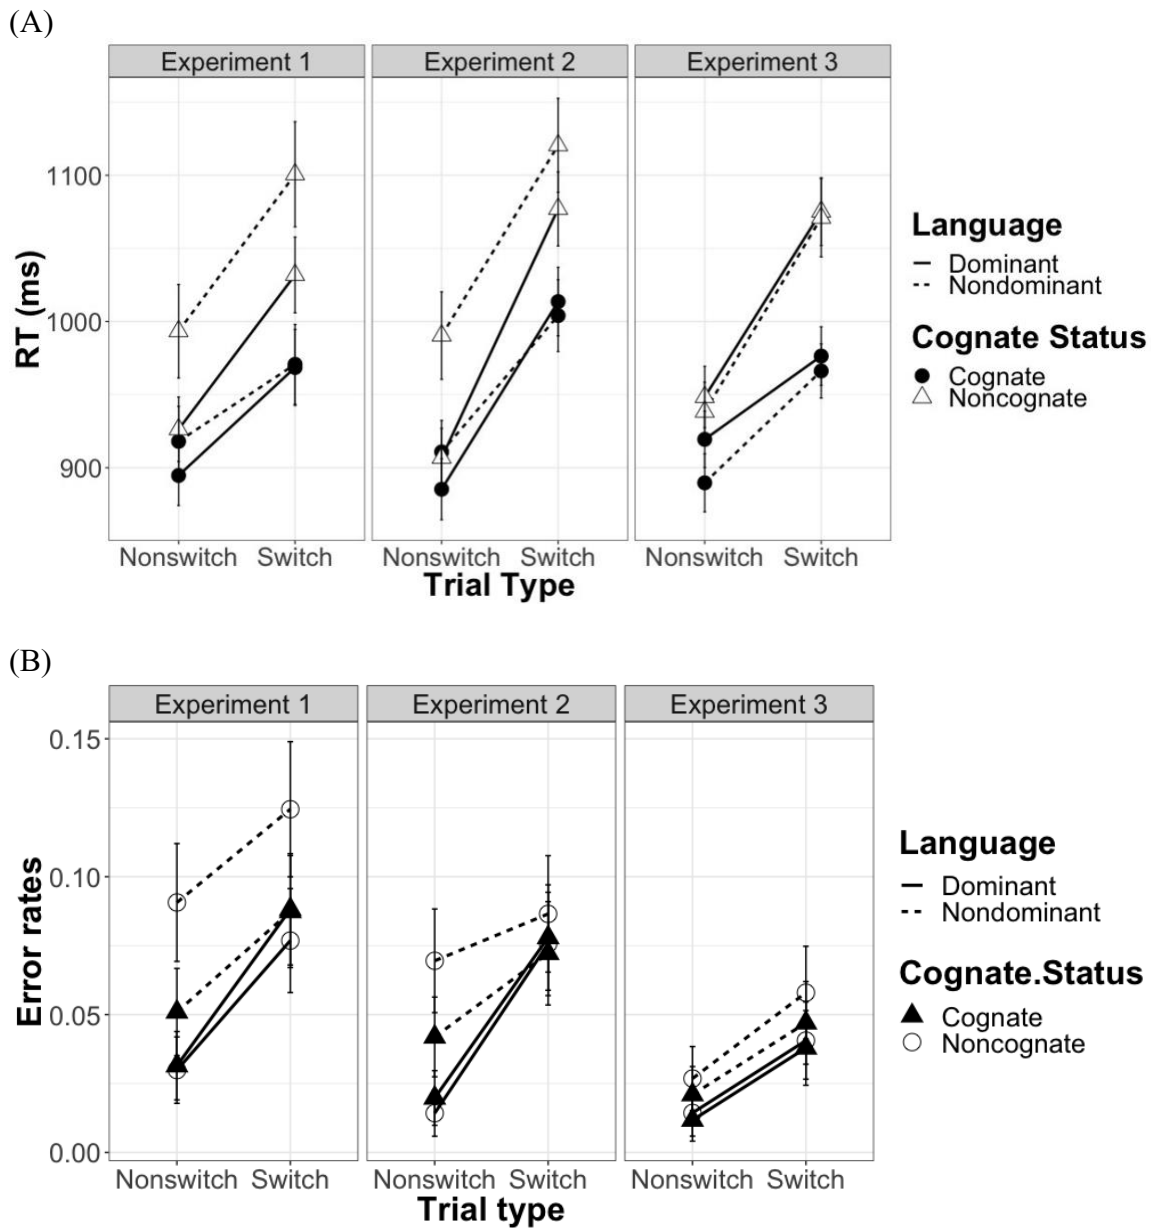 (A)
Experiment 1 Experiment 2 Experiment 3
1100
1000
900
RT (ms)
Nonswitch Switch Nonswitch Switch Nonswitch Switch
Trial Type
Language
Dominant
Nondominant
Cognate Status
Cognate
Noncognate
(B)
Experiment 1 Experiment 2 Experiment 3
0.15
0.10
0.05
0.00
Error rates
Nonswitch Switch Nonswitch Switch Nonswitch Switch
Trial type
Language
Dominant
Nondominant
Cognate.Status
Cognate
Noncognate